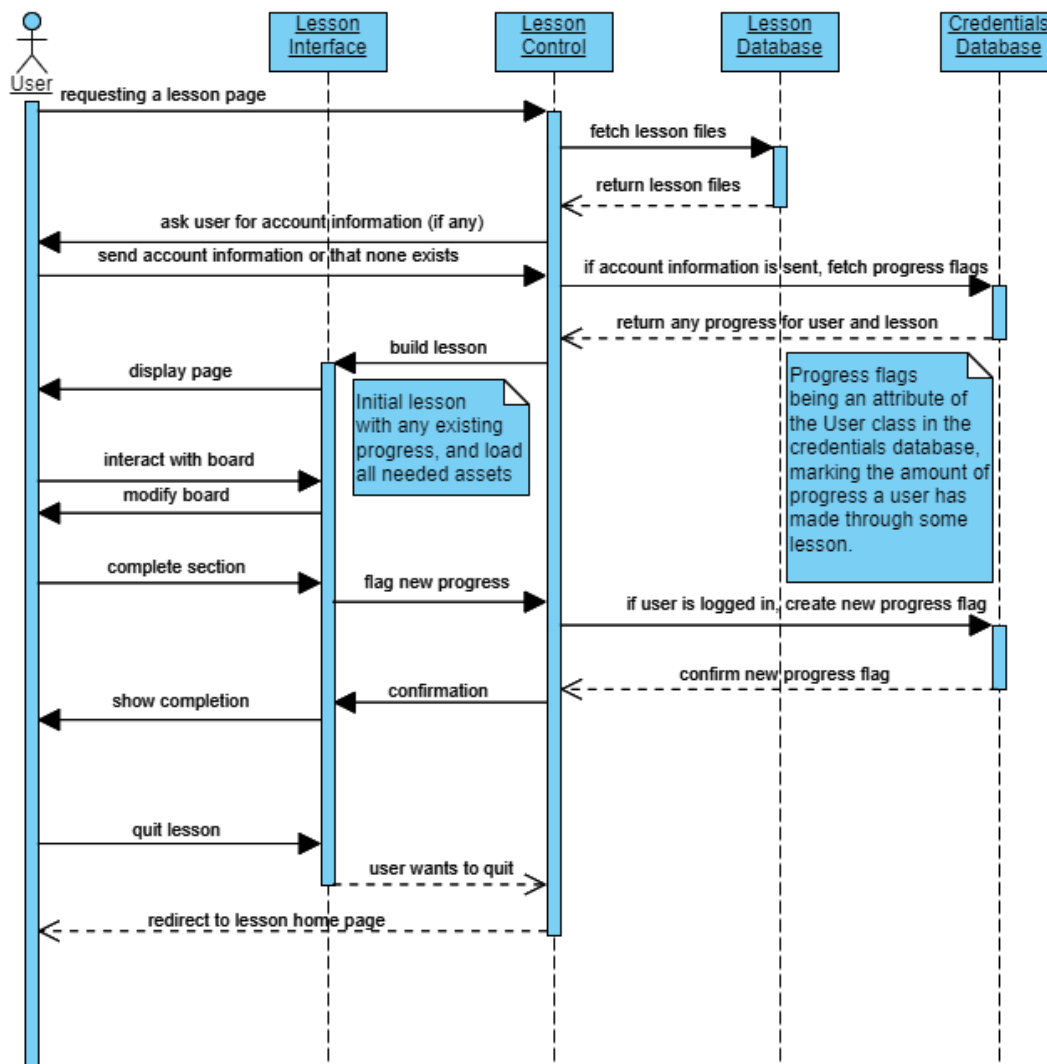 Lesson
Interface
Lesson
Control
Lesson
Database
Credentials
Database
User
requesting a lesson page
fetch lesson files
return lesson files
ask user for account information (if any)
send account information or that none exists
if account information is sent, fetch progress flags
return any progress for user and lesson
build lesson
display page
Initial lesson
with any existing
progress, and load
all needed assets
Progress flags
being an attribute of
the User class in the
credentials database,
marking the amount of
progress a user has
made through some
lesson.
interact with board
modify board
complete section
flag new progress
if user is logged in, create new progress flag
confirm new progress flag
confirmation
show completion
quit lesson
user wants to quit
redirect to lesson home page